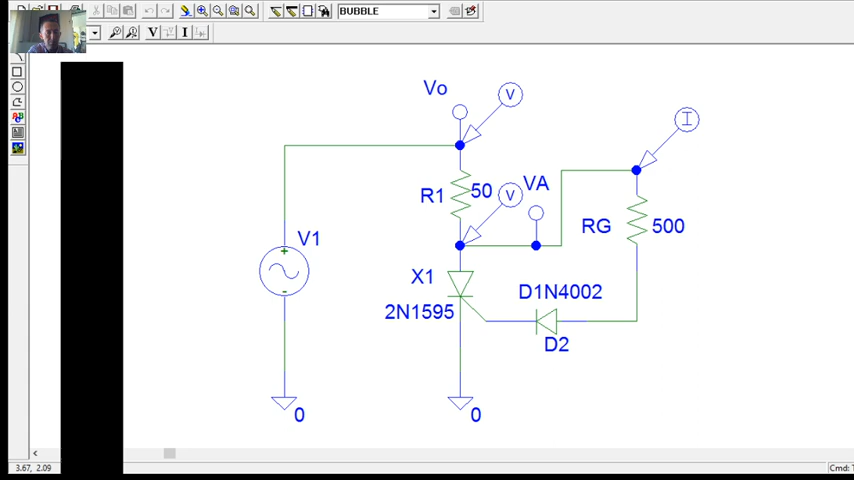 BUBBLE
V I
Vo
V
I
R1
50
V
VA
RG
500
V1
+
-
X1
2N1595
D1N4002
D2
0
0
3.67, 2.09
Cmd: